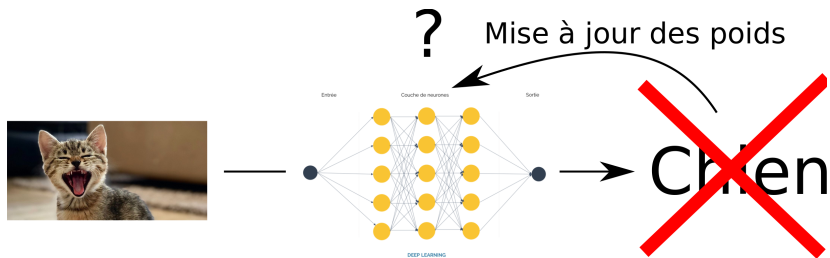 ?
Mise à jour des poids
Entrée
Couche de neurones
Sortie
Chien
DEEP LEARNING